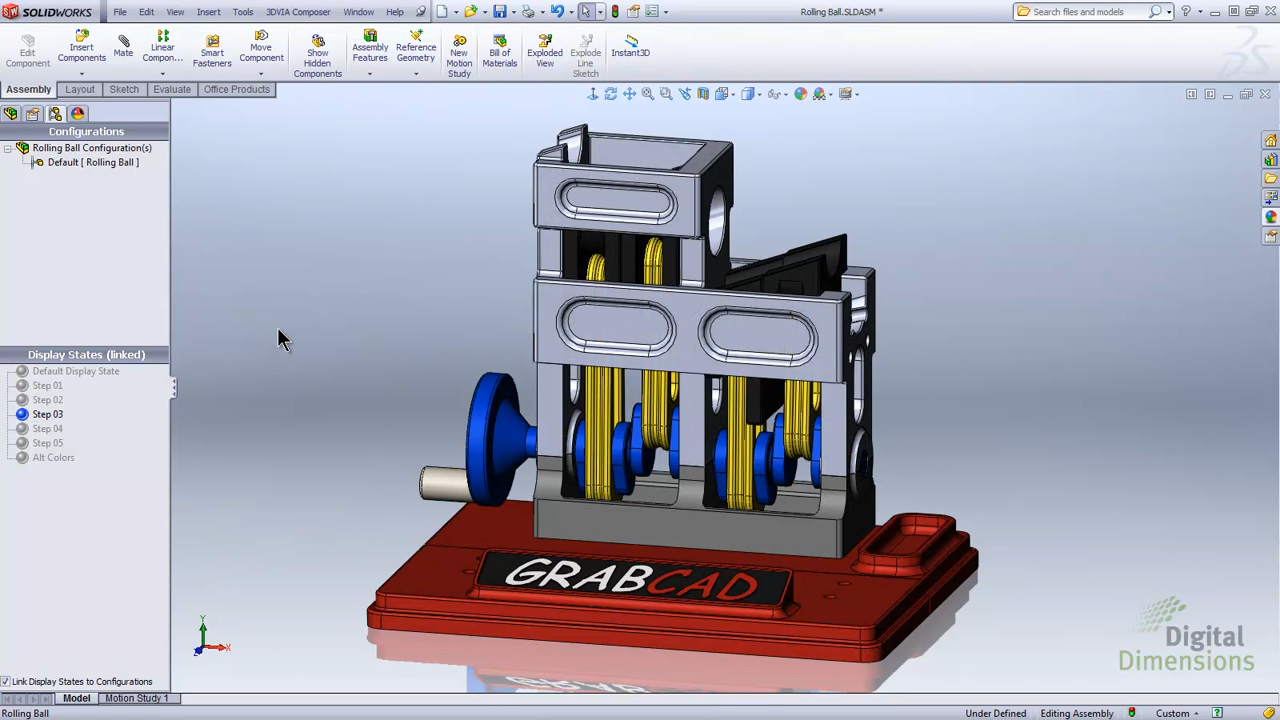 SOLIDWORKS File Edit View Insert Tools 3DVIA Composer Window Help Rolling Ball.SLDASM * Search files and models
Edit Component Insert Components Mate Linear Compon... Smart Fasteners Move Component Show Hidden Components Assembly Features Reference Geometry New Motion Study Bill of Materials Exploded View Explode Line Sketch Instant3D
Assembly Layout Sketch Evaluate Office Products
Configurations
Rolling Ball Configuration(s)
Default [ Rolling Ball ]
Display States (linked)
Default Display State
Step 01
Step 02
Step 03
Step 04
Step 05
Alt Colors
GRABCAD
Y
X
Z
Digital
Dimensions
Link Display States to Configurations
Model Motion Study 1
Rolling Ball Under Defined Editing Assembly Custom